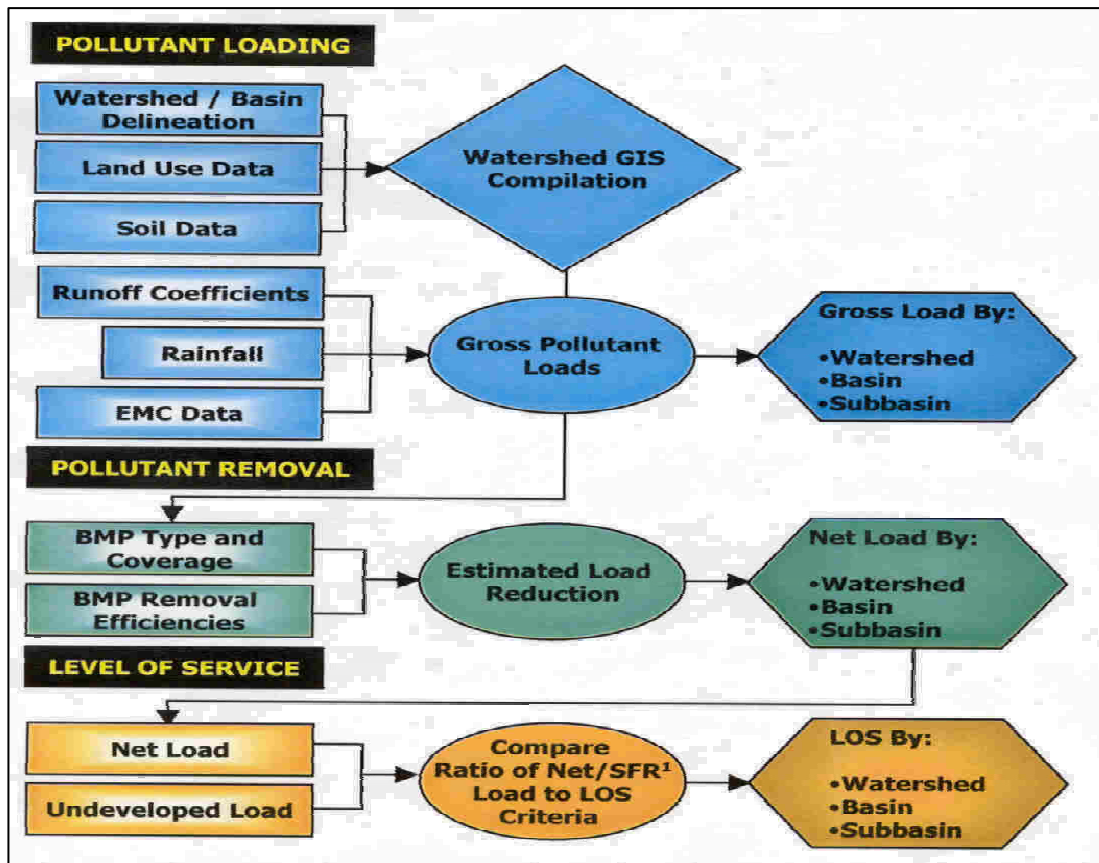 POLLUTANT LOADING
Watershed / Basin
Delineation
Land Use Data
Soil Data
Watershed GIS
Compilation
Runoff Coefficients
Rainfall
EMC Data
Gross Pollutant
Loads
Gross Load By:
•Watershed
•Basin
•Subbasin
POLLUTANT REMOVAL
BMP Type and
Coverage
BMP Removal
Efficiencies
Estimated Load
Reduction
Net Load By:
•Watershed
•Basin
•Subbasin
LEVEL OF SERVICE
Net Load
Undeveloped Load
Compare
Ratio of Net/SFR¹
Load to LOS
Criteria
LOS By:
•Watershed
•Basin
•Subbasin